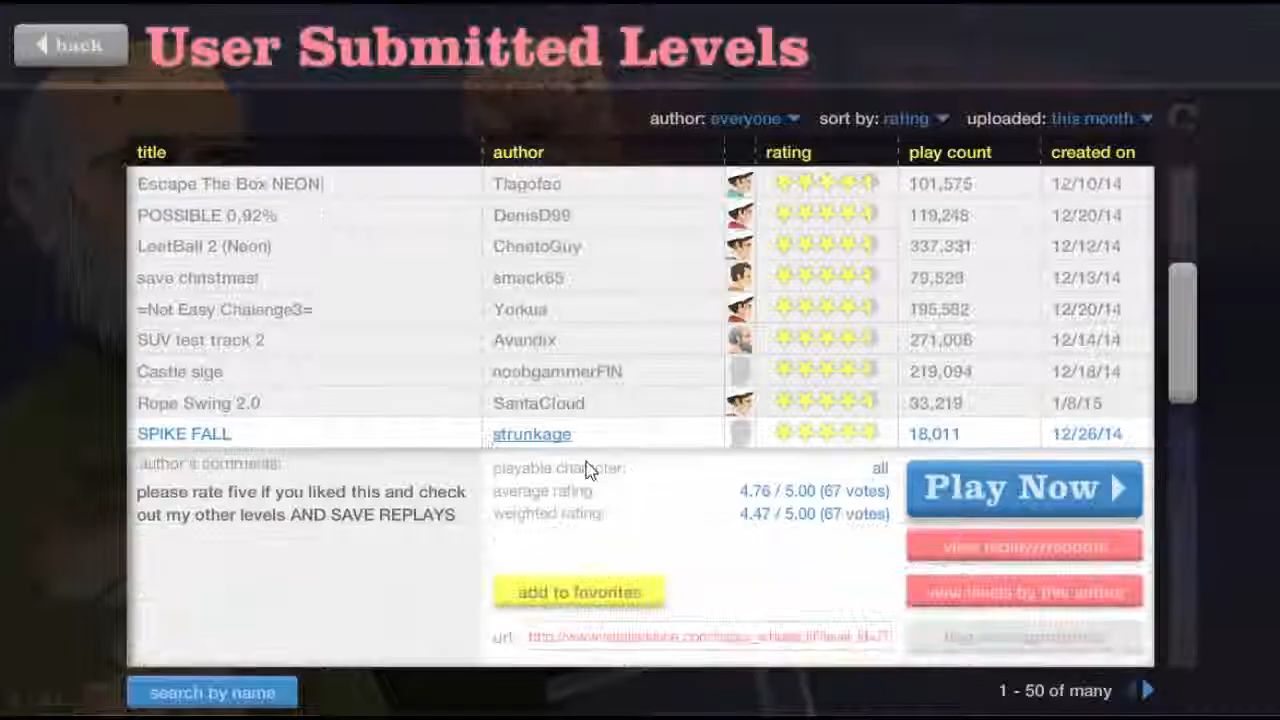 back
User Submitted Levels
author: everyone sort by: rating uploaded: this month
title author rating play count created on
Escape The Box NEON| Tlagofao 101,575 12/10/14
POSSIBLE 0,92% DenisD99 119,248 12/20/14
LeetBall 2 (Neon) CheetoGuy 337,331 12/12/14
save christmas! smack65 79,529 12/13/14
=Not Easy Chalenge3= Yorkua 195,582 12/20/14
SUV test track 2 Avandix 271,006 12/14/14
Castle sige noobgammerFIN 219,094 12/18/14
Rope Swing 2.0 SantaCloud 33,219 1/8/15
SPIKE FALL strunkage 18,011 12/26/14
author's comments: playable character: all
please rate five if you liked this and check average rating: 4.76 / 5.00 (67 votes) Play Now
out my other levels AND SAVE REPLAYS weighted rating: 4.47 / 5.00 (67 votes)
add to favorites view levels by this author
url:
search by name 1 - 50 of many